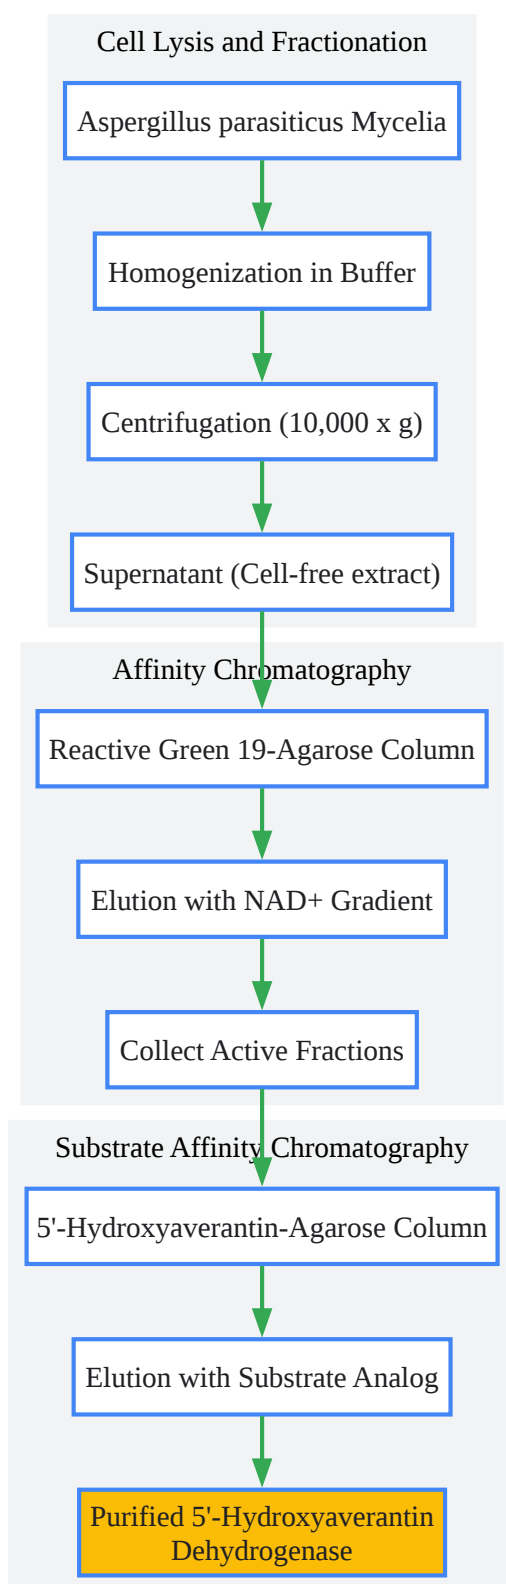 Cell Lysis and Fractionation
Aspergillus parasiticus Mycelia
Homogenization in Buffer
Centrifugation (10,000 x g)
Supernatant (Cell-free extract)
Affinity Chromatography
Reactive Green 19-Agarose Column
Elution with NAD+ Gradient
Collect Active Fractions
Substrate Affinity Chromatography
5'-Hydroxyaverantin-Agarose Column
Elution with Substrate Analog
Purified 5'-Hydroxyaverantin
Dehydrogenase